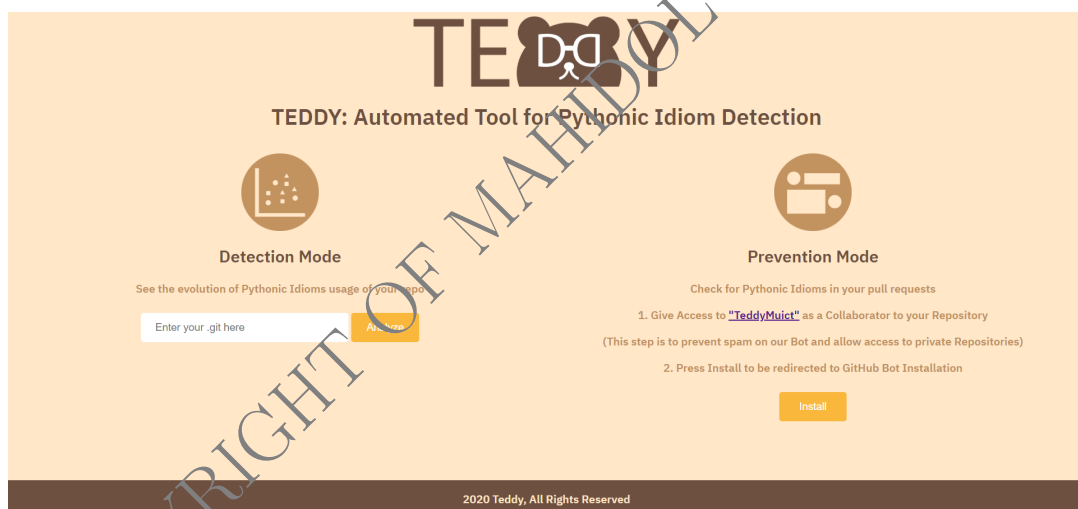 TEDDY
TEDDY: Automated Tool for Pythonic Idiom Detection
Detection Mode
See the evolution of Pythonic Idioms usage of your repo
Enter your .git here
Analyze
Prevention Mode
Check for Pythonic Idioms in your pull requests
1. Give Access to "TeddyMuict" as a Collaborator to your Repository
(This step is to prevent spam on our Bot and allow access to private Repositories)
2. Press Install to be redirected to GitHub Bot Installation
Install
2020 Teddy, All Rights Reserved
YRIGHT OF MAHIDOL